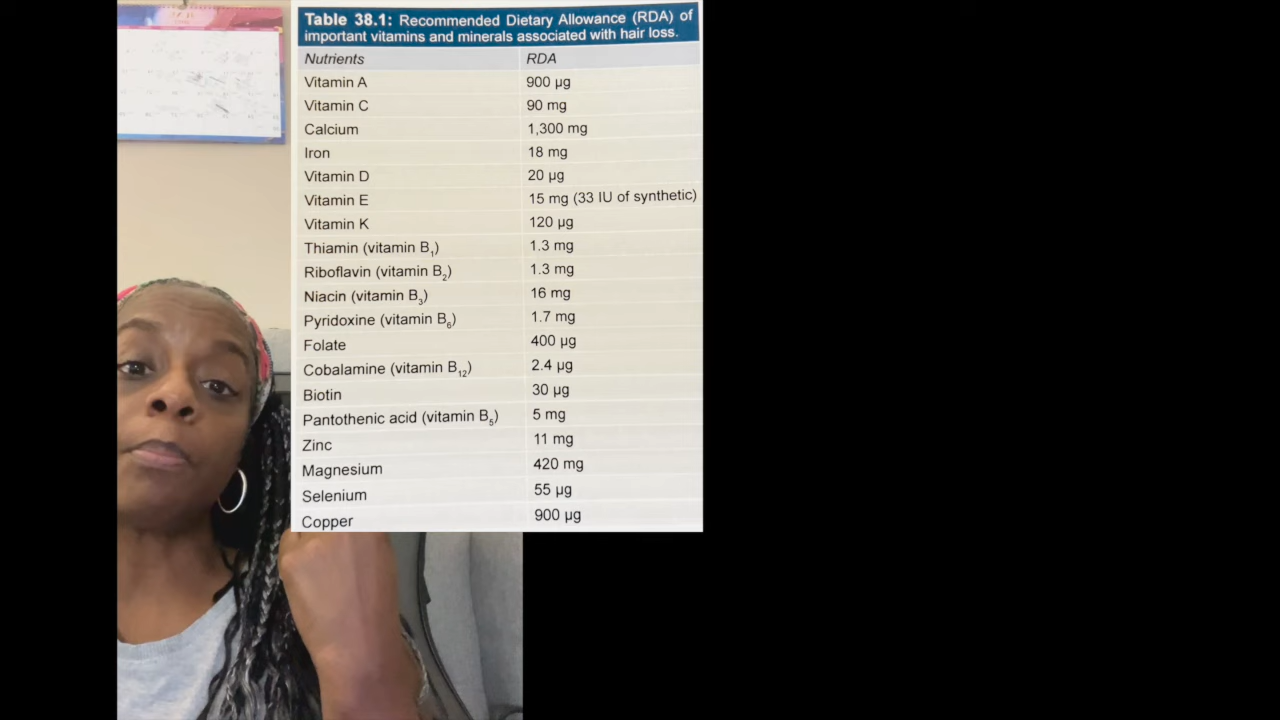 Table 38.1: Recommended Dietary Allowance (RDA) of
important vitamins and minerals associated with hair loss.
Nutrients RDA
Vitamin A 900 µg
Vitamin C 90 mg
Calcium 1,300 mg
Iron 18 mg
Vitamin D 20 µg
Vitamin E 15 mg (33 IU of synthetic)
Vitamin K 120 µg
Thiamin (vitamin B₁) 1.3 mg
Riboflavin (vitamin B₂) 1.3 mg
Niacin (vitamin B₃) 16 mg
Pyridoxine (vitamin B₆) 1.7 mg
Folate 400 µg
Cobalamine (vitamin B₁₂) 2.4 µg
Biotin 30 µg
Pantothenic acid (vitamin B₅) 5 mg
Zinc 11 mg
Magnesium 420 mg
Selenium 55 µg
Copper 900 µg